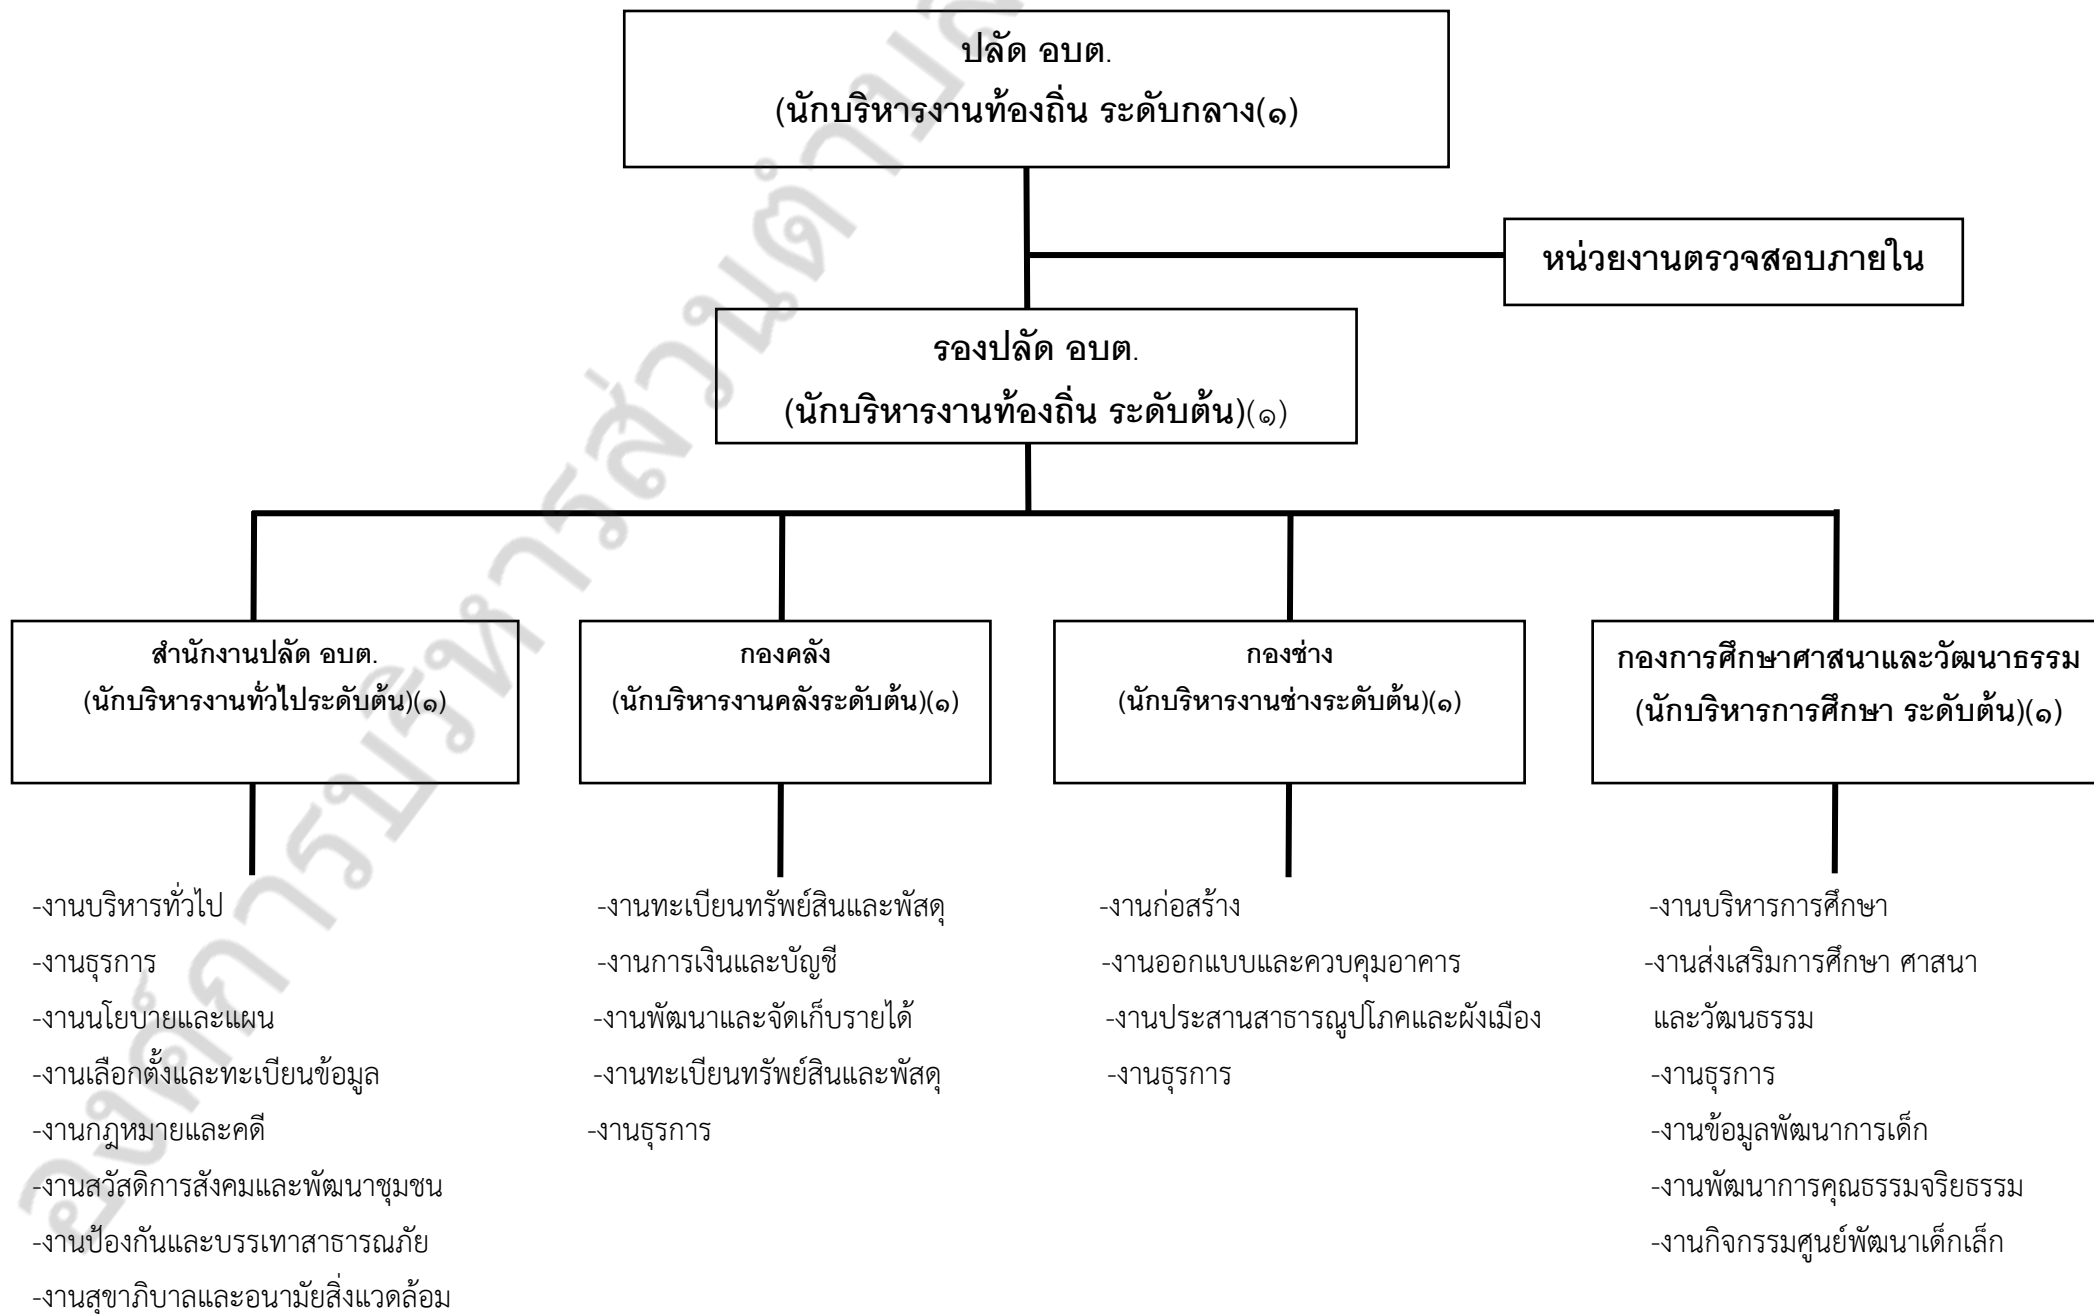 ปลัด อบต.
(นักบริหารงานท้องถิ่น ระดับกลาง(๑)
หน่วยงานตรวจสอบภายใน
รองปลัด อบต.
(นักบริหารงานท้องถิ่น ระดับต้น)(๑)
สำนักงานปลัด อบต.
(นักบริหารงานทั่วไประดับต้น)(๑)
-งานบริหารทั่วไป
-งานธุรการ
-งานนโยบายและแผน
-งานเลือกตั้งและทะเบียนข้อมูล
-งานกฎหมายและคดี
-งานสวัสดิการสังคมและพัฒนาชุมชน
-งานป้องกันและบรรเทาสาธารณภัย
-งานสุขาภิบาลและอนามัยสิ่งแวดล้อม
กองคลัง
(นักบริหารงานคลังระดับต้น)(๑)
-งานทะเบียนทรัพย์สินและพัสดุ
-งานการเงินและบัญชี
-งานพัฒนาและจัดเก็บรายได้
-งานทะเบียนทรัพย์สินและพัสดุ
-งานธุรการ
กองช่าง
(นักบริหารงานช่างระดับต้น)(๑)
-งานก่อสร้าง
-งานออกแบบและควบคุมอาคาร
-งานประสานสาธารณูปโภคและผังเมือง
-งานธุรการ
กองการศึกษาศาสนาและวัฒนาธรรม
(นักบริหารการศึกษา ระดับต้น)(๑)
-งานบริหารการศึกษา
-งานส่งเสริมการศึกษา ศาสนา
และวัฒนธรรม
-งานธุรการ
-งานข้อมูลพัฒนาการเด็ก
-งานพัฒนาการคุณธรรมจริยธรรม
-งานกิจกรรมศูนย์พัฒนาเด็กเล็ก
องค์การบริหารส่วนตำบล